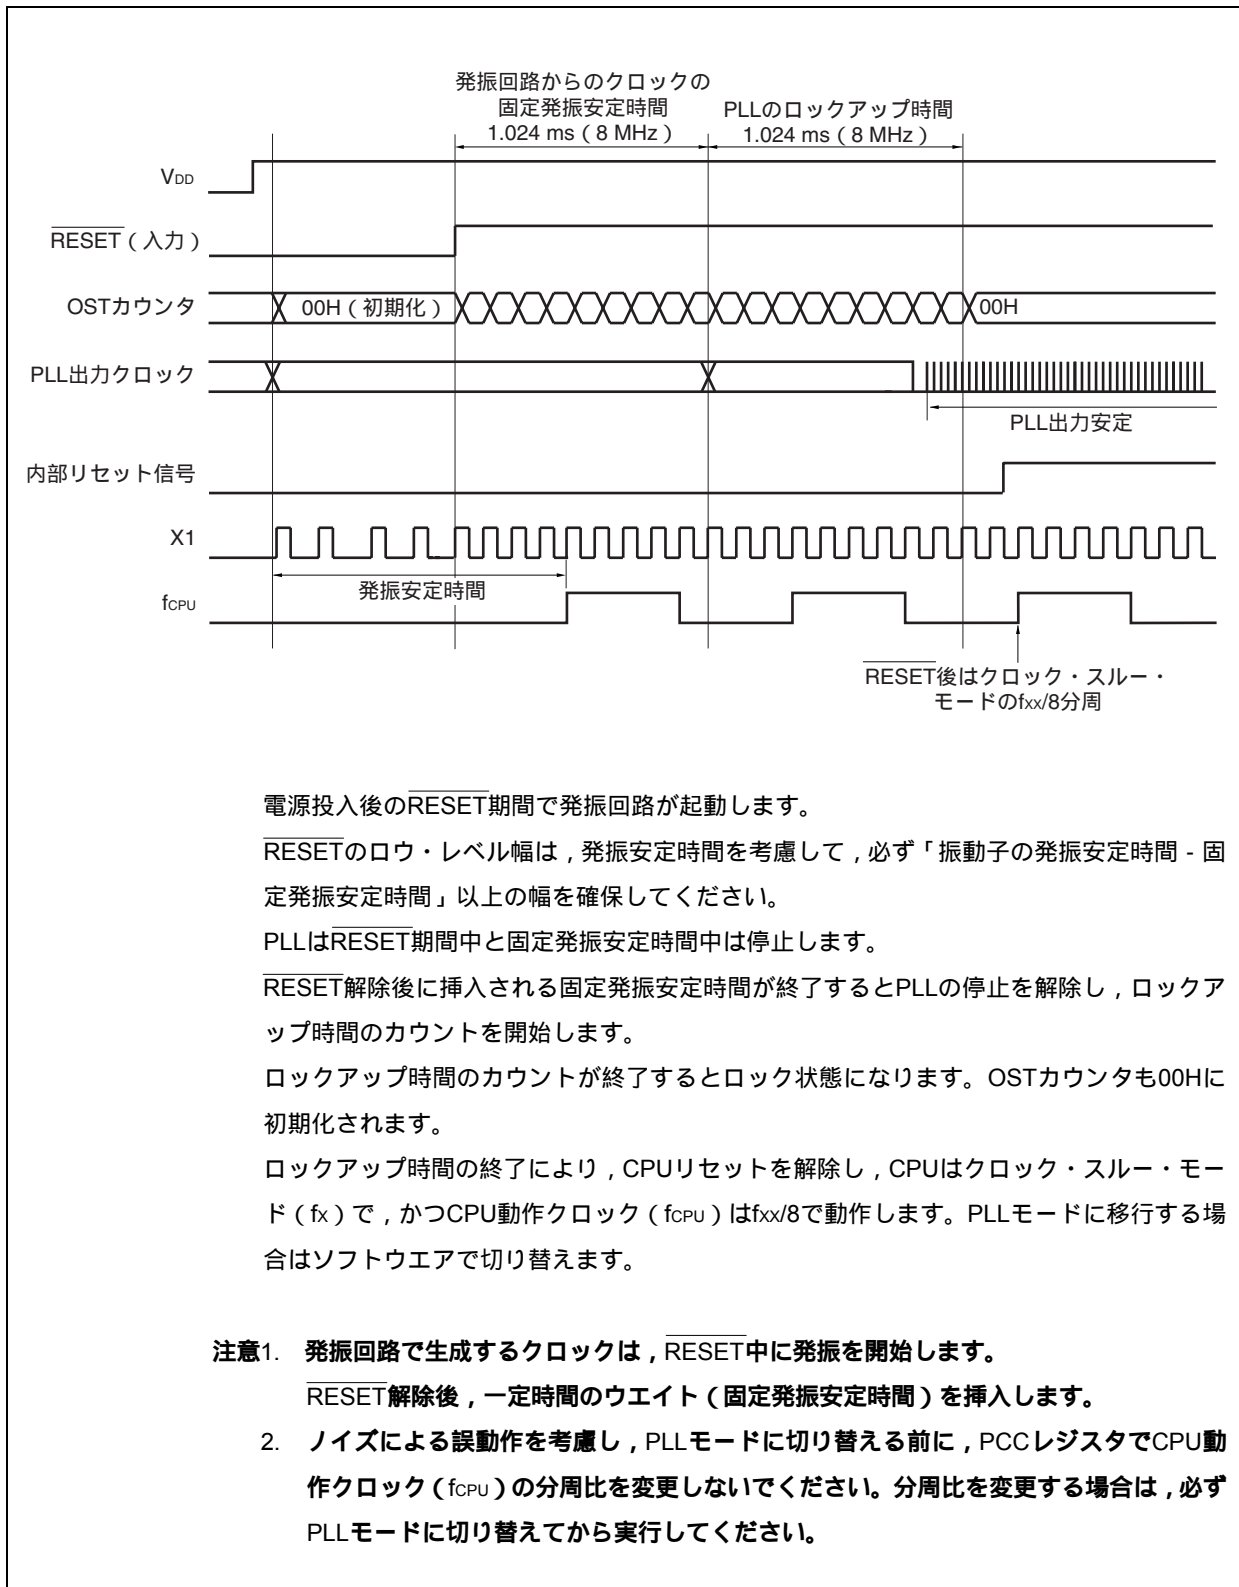 発振回路からのクロックの
固定発振安定時間
1.024 ms（8 MHz）
PLLのロックアップ時間
1.024 ms（8 MHz）
VDD
RESET（入力）
OSTカウンタ
00H（初期化）
00H
PLL出力クロック
PLL出力安定
内部リセット信号
X1
発振安定時間
fCPU
RESET後はクロック・スルー・
モードのfXX/8分周
電源投入後のRESET期間で発振回路が起動します。
RESETのロウ・レベル幅は，発振安定時間を考慮して，必ず「振動子の発振安定時間 - 固
定発振安定時間」以上の幅を確保してください。
PLLはRESET期間中と固定発振安定時間中は停止します。
RESET解除後に挿入される固定発振安定時間が終了するとPLLの停止を解除し，ロックア
ップ時間のカウントを開始します。
ロックアップ時間のカウントが終了するとロック状態になります。OSTカウンタも00Hに
初期化されます。
ロックアップ時間の終了により，CPUリセットを解除し，CPUはクロック・スルー・モー
ド（fX）で，かつCPU動作クロック（fCPU）はfXX/8で動作します。PLLモードに移行する場
合はソフトウエアで切り替えます。
注意1. 発振回路で生成するクロックは，RESET中に発振を開始します。
RESET解除後，一定時間のウエイト（固定発振安定時間）を挿入します。
2. ノイズによる誤動作を考慮し，PLLモードに切り替える前に，PCCレジスタでCPU動
作クロック（fCPU）の分周比を変更しないでください。分周比を変更する場合は，必ず
PLLモードに切り替えてから実行してください。